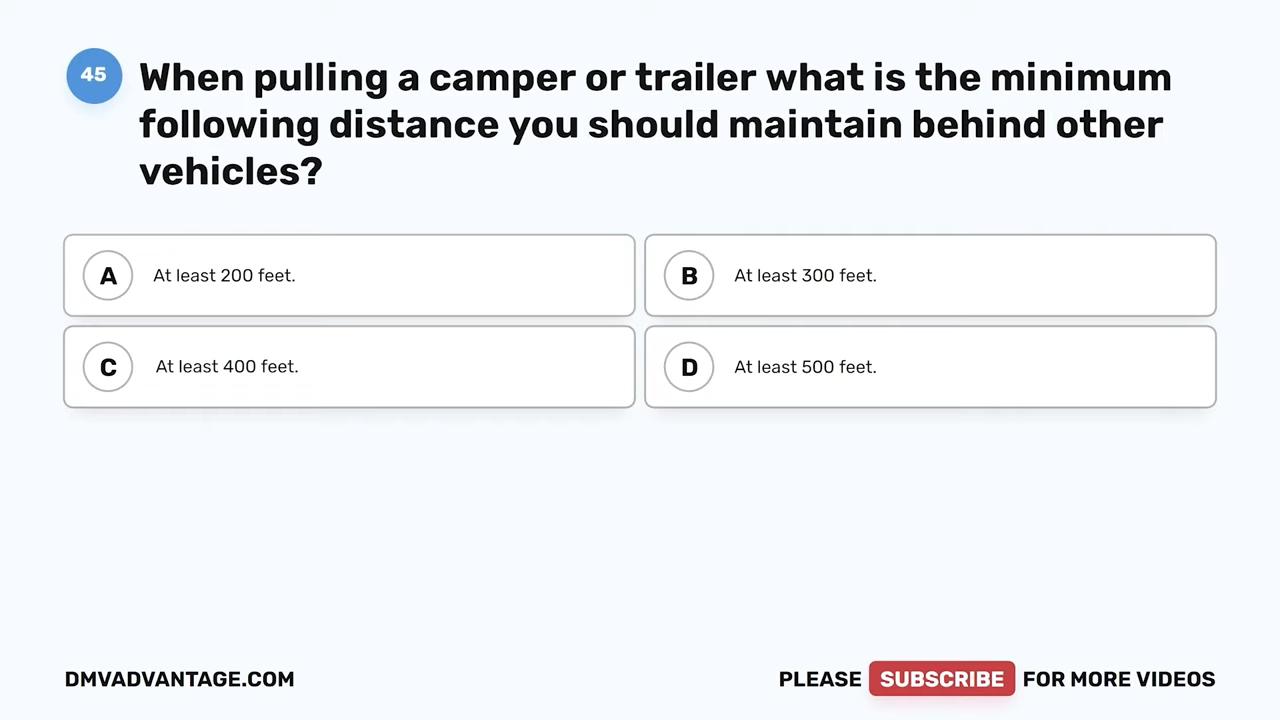 45
When pulling a camper or trailer what is the minimum
following distance you should maintain behind other
vehicles?
A At least 200 feet.
B At least 300 feet.
C At least 400 feet.
D At least 500 feet.
DMVADVANTAGE.COM
PLEASE SUBSCRIBE FOR MORE VIDEOS